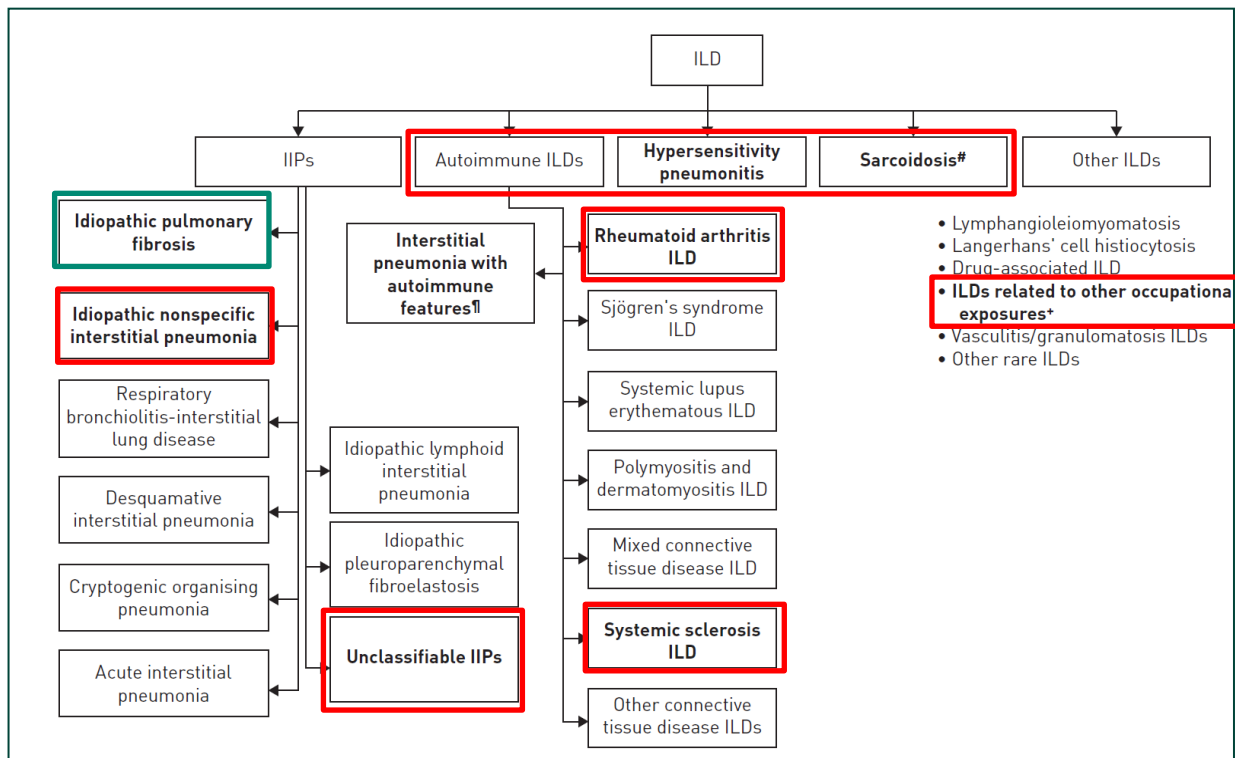 ILD
IIPs
Autoimmune ILDs
Hypersensitivity
pneumonitis
Sarcoidosis#
Other ILDs
Idiopathic pulmonary
fibrosis
Idiopathic nonspecific
interstitial pneumonia
Respiratory
bronchiolitis-interstitial
lung disease
Desquamative
interstitial pneumonia
Cryptogenic organising
pneumonia
Acute interstitial
pneumonia
Idiopathic lymphoid
interstitial
pneumonia
Idiopathic
pleuroparenchymal
fibroelastosis
Unclassifiable IIPs
Interstitial
pneumonia with
autoimmune
features¶
Rheumatoid arthritis
ILD
Sjögren's syndrome
ILD
Systemic lupus
erythematous ILD
Polymyositis and
dermatomyositis ILD
Mixed connective
tissue disease ILD
Systemic sclerosis
ILD
Other connective
tissue disease ILDs
• Lymphangioleiomyomatosis
• Langerhans' cell histiocytosis
• Drug-associated ILD
• ILDs related to other occupationa
exposures+
• Vasculitis/granulomatosis ILDs
• Other rare ILDs